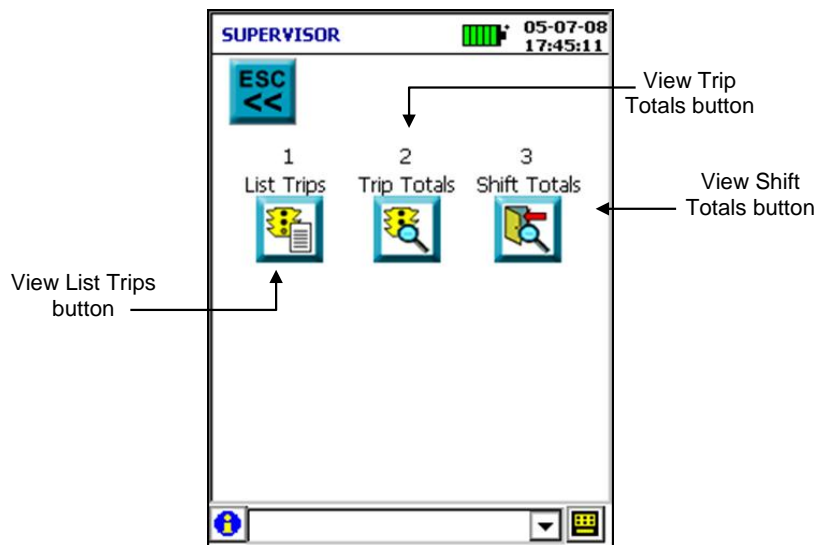 SUPERVISOR
05-07-08
17:45:11
ESC
<<
View Trip
Totals button
1
2
3
List Trips
Trip Totals
Shift Totals
View Shift
Totals button
View List Trips
button